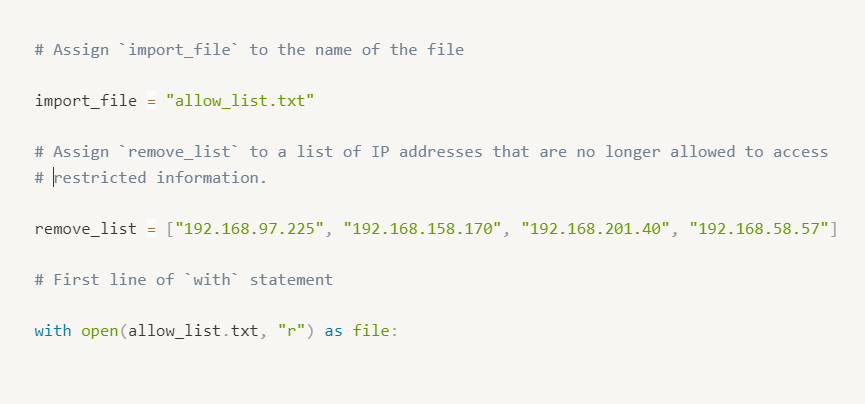 # Assign `import_file` to the name of the file
import_file = "allow_list.txt"
# Assign `remove_list` to a list of IP addresses that are no longer allowed to access
# restricted information.
remove_list = ["192.168.97.225", "192.168.158.170", "192.168.201.40", "192.168.58.57"]
# First line of `with` statement
with open(allow_list.txt, "r") as file: